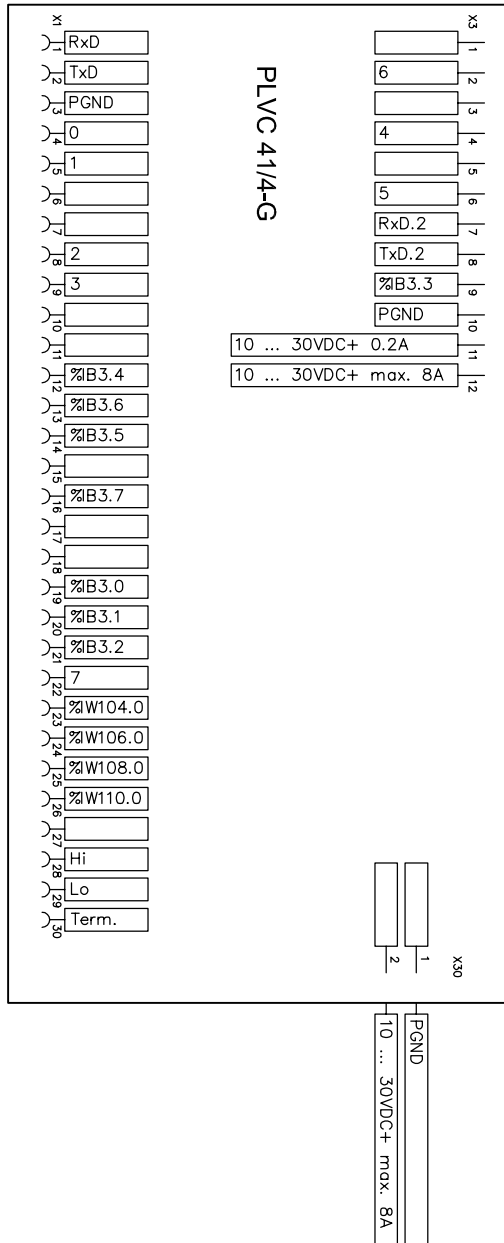 X1
1 RxD
2 TxD
3 PGND
4 0
5 1
6
7
8 2
9 3
10
11
12 %IB3.4
13 %IB3.6
14 %IB3.5
15
16 %IB3.7
17
18
19 %IB3.0
20 %IB3.1
21 %IB3.2
22 7
23 %IW104.0
24 %IW106.0
25 %IW108.0
26 %IW110.0
27
28 Hi
29 Lo
30 Term.
PLVC 41/4-G
X3
1
6 2
3
4 4
5
5 6
RxD.2 7
TxD.2 8
%IB3.3 9
PGND 10
10 ... 30VDC+ 0.2A 11
10 ... 30VDC+ max. 8A 12
X30
1
2
PGND
10 ... 30VDC+ max. 8A